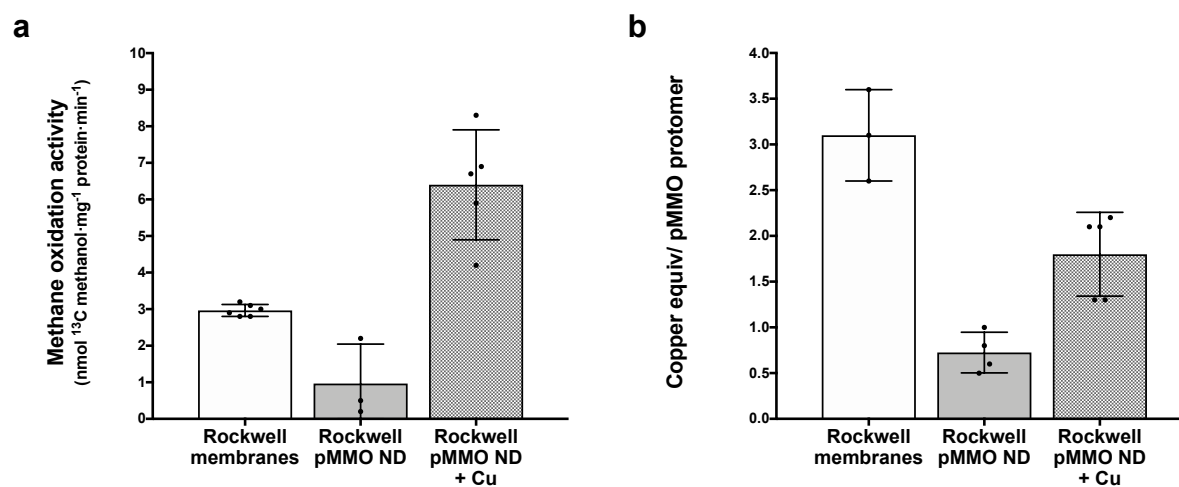 a
Methane oxidation activity
(nmol ¹³C methanol·mg⁻¹ protein·min⁻¹)
10
9
8
7
6
5
4
3
2
1
0
Rockwell
membranes
Rockwell
pMMO ND
Rockwell
pMMO ND
+ Cu
b
Copper equiv/ pMMO protomer
4.0
3.5
3.0
2.5
2.0
1.5
1.0
0.5
0.0
Rockwell
membranes
Rockwell
pMMO ND
Rockwell
pMMO ND
+ Cu